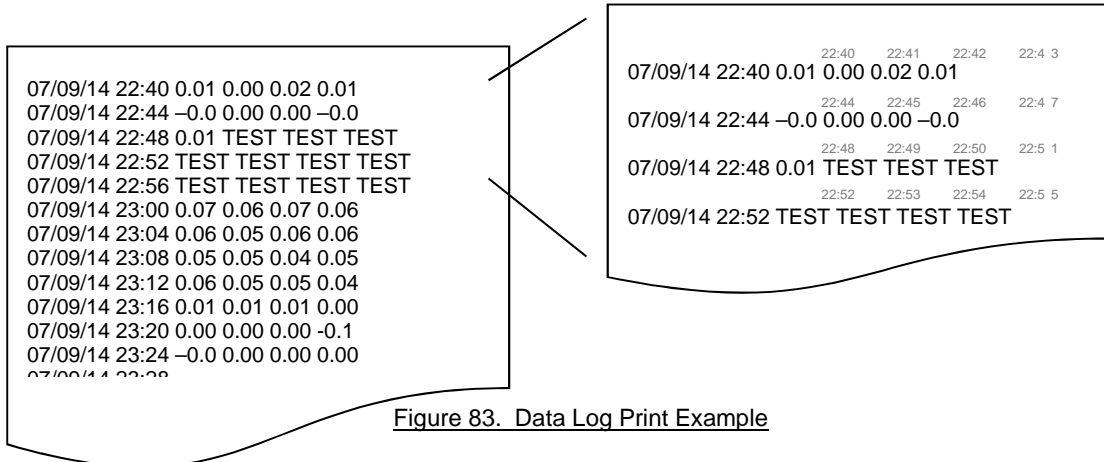 07/09/14 22:40 0.01 0.00 0.02 0.01
07/09/14 22:44 –0.0 0.00 0.00 –0.0
07/09/14 22:48 0.01 TEST TEST TEST
07/09/14 22:52 TEST TEST TEST TEST
07/09/14 22:56 TEST TEST TEST TEST
07/09/14 23:00 0.07 0.06 0.07 0.06
07/09/14 23:04 0.06 0.05 0.06 0.06
07/09/14 23:08 0.05 0.05 0.04 0.05
07/09/14 23:12 0.06 0.05 0.05 0.04
07/09/14 23:16 0.01 0.01 0.01 0.00
07/09/14 23:20 0.00 0.00 0.00 -0.1
07/09/14 23:24 –0.0 0.00 0.00 0.00
07/09/14 23:28
22:40 22:41 22:42 22:4 3
07/09/14 22:40 0.01 0.00 0.02 0.01
22:44 22:45 22:46 22:4 7
07/09/14 22:44 –0.0 0.00 0.00 –0.0
22:48 22:49 22:50 22:5 1
07/09/14 22:48 0.01 TEST TEST TEST
22:52 22:53 22:54 22:5 5
07/09/14 22:52 TEST TEST TEST TEST
Figure 83. Data Log Print Example